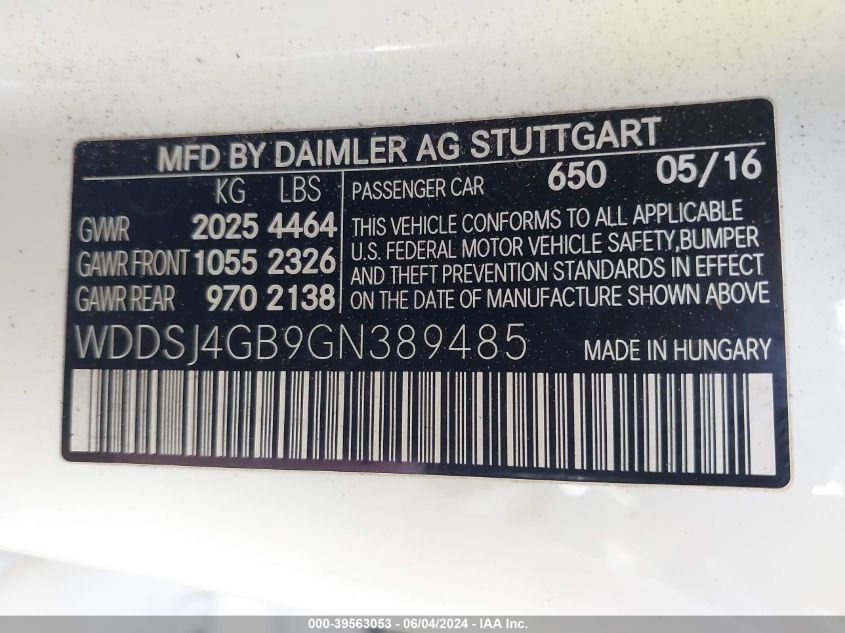 MFD BY DAIMLER AG STUTTGART
KG LBS
GVWR 2025 4464
GAWR FRONT 1055 2326
GAWR REAR 970 2138
PASSENGER CAR 650 05/16
THIS VEHICLE CONFORMS TO ALL APPLICABLE
U.S. FEDERAL MOTOR VEHICLE SAFETY,BUMPER
AND THEFT PREVENTION STANDARDS IN EFFECT
ON THE DATE OF MANUFACTURE SHOWN ABOVE
WDDSJ4GB9GN389485 MADE IN HUNGARY
000-39563053 - 06/04/2024 - IAA Inc.